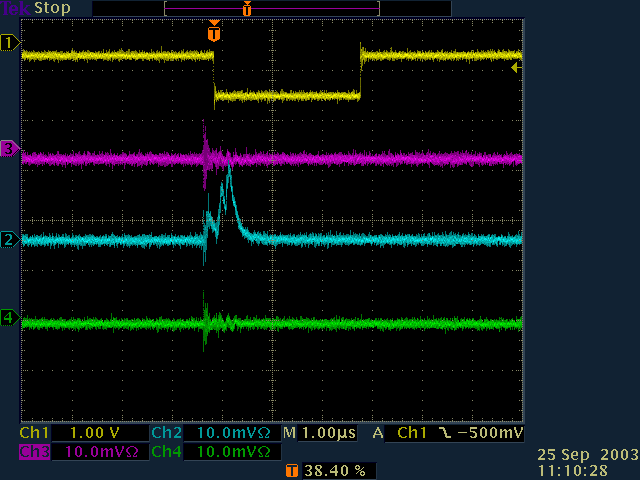 Tek Stop
T
T
1
3
2
4
Ch1 1.00 V Ch2 10.0mVΩ M 1.00µs A Ch1 ⅂ −500mV
Ch3 10.0mVΩ Ch4 10.0mVΩ
T 38.40 %
25 Sep 2003
11:10:28